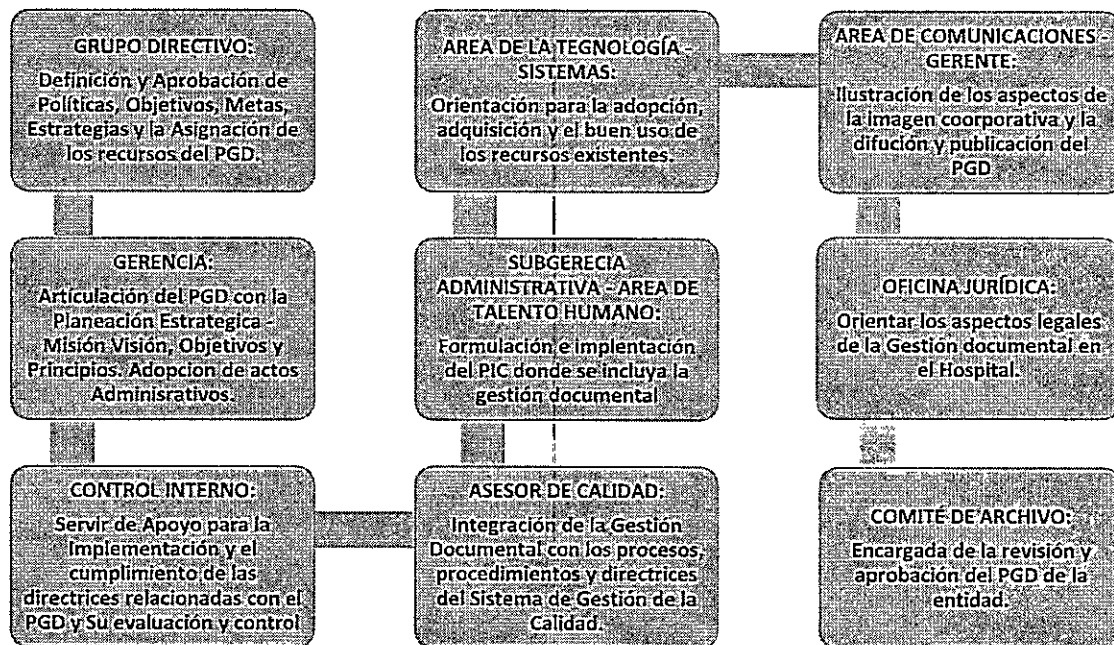 GRUPO DIRECTIVO:
Definición y Aprobación de
Políticas, Objetivos, Metas,
Estrategias y la Asignación de
los recursos del PGD.
GERENCIA:
Articulación del PGD con la
Planeación Estrategica -
Misión Visión, Objetivos y
Principios. Adopcion de actos
Adminisrativos.
CONTROL INTERNO:
Servir de Apoyo para la
Implementación y el
cumplimiento de las
directrices relacionadas con el
PGD y Su evaluación y control
ASESOR DE CALIDAD:
Integración de la Gestión
Documental con los procesos,
procedimientos y directrices
del Sistema de Gestión de la
Calidad.
SUBGERECIA
ADMINISTRATIVA - AREA DE
TALENTO HUMANO:
Formulación e implentación
del PIC donde se incluya la
gestión documental
AREA DE LA TEGNOLOGÍA -
SISTEMAS:
Orientación para la adopción,
adquisición y el buen uso de
los recursos existentes.
AREA DE COMUNICACIONES -
GERENTE:
Ilustración de los aspectos de
la imagen coorporativa y la
difución y publicación del
PGD
OFICINA JURÍDICA:
Orientar los aspectos legales
de la Gestión documental en
el Hospital.
COMITÉ DE ARCHIVO:
Encargada de la revisión y
aprobación del PGD de la
entidad.